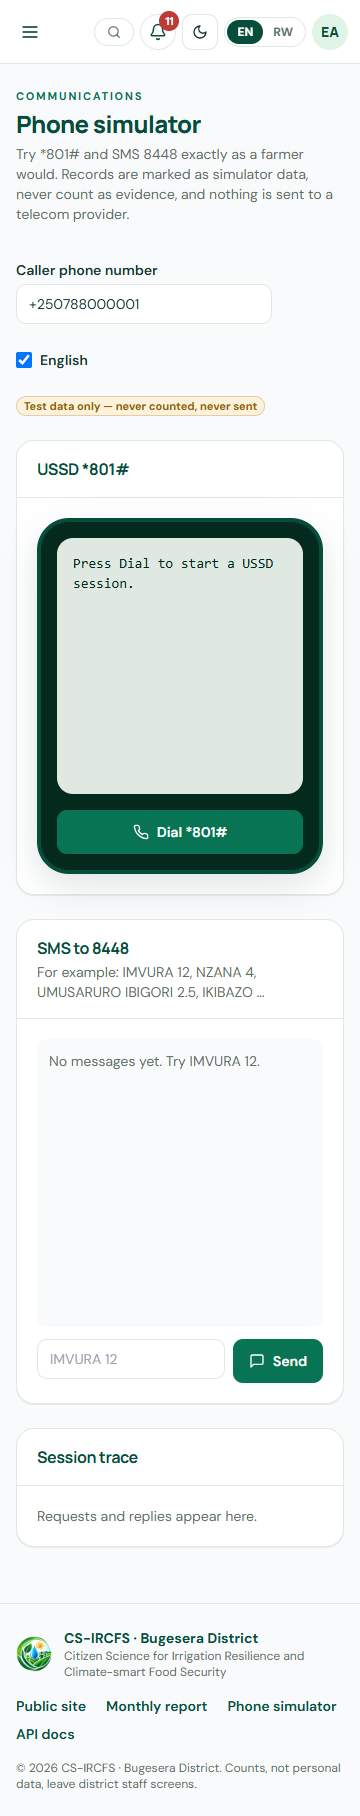 11
EN
RW
EA
COMMUNICATIONS
Phone simulator
Try *801# and SMS 8448 exactly as a farmer
would. Records are marked as simulator data,
never count as evidence, and nothing is sent to a
telecom provider.
Caller phone number
+250788000001
English
Test data only — never counted, never sent
USSD *801#
Press Dial to start a USSD
session.
Dial *801#
SMS to 8448
For example: IMVURA 12, NZANA 4,
UMUSARURO IBIGORI 2.5, IKIBAZO ...
No messages yet. Try IMVURA 12.
IMVURA 12
Send
Session trace
Requests and replies appear here.
CS-IRCFS · Bugesera District
Citizen Science for Irrigation Resilience and
Climate-smart Food Security
Public site
Monthly report
Phone simulator
API docs
© 2026 CS-IRCFS · Bugesera District. Counts, not personal
data, leave district staff screens.